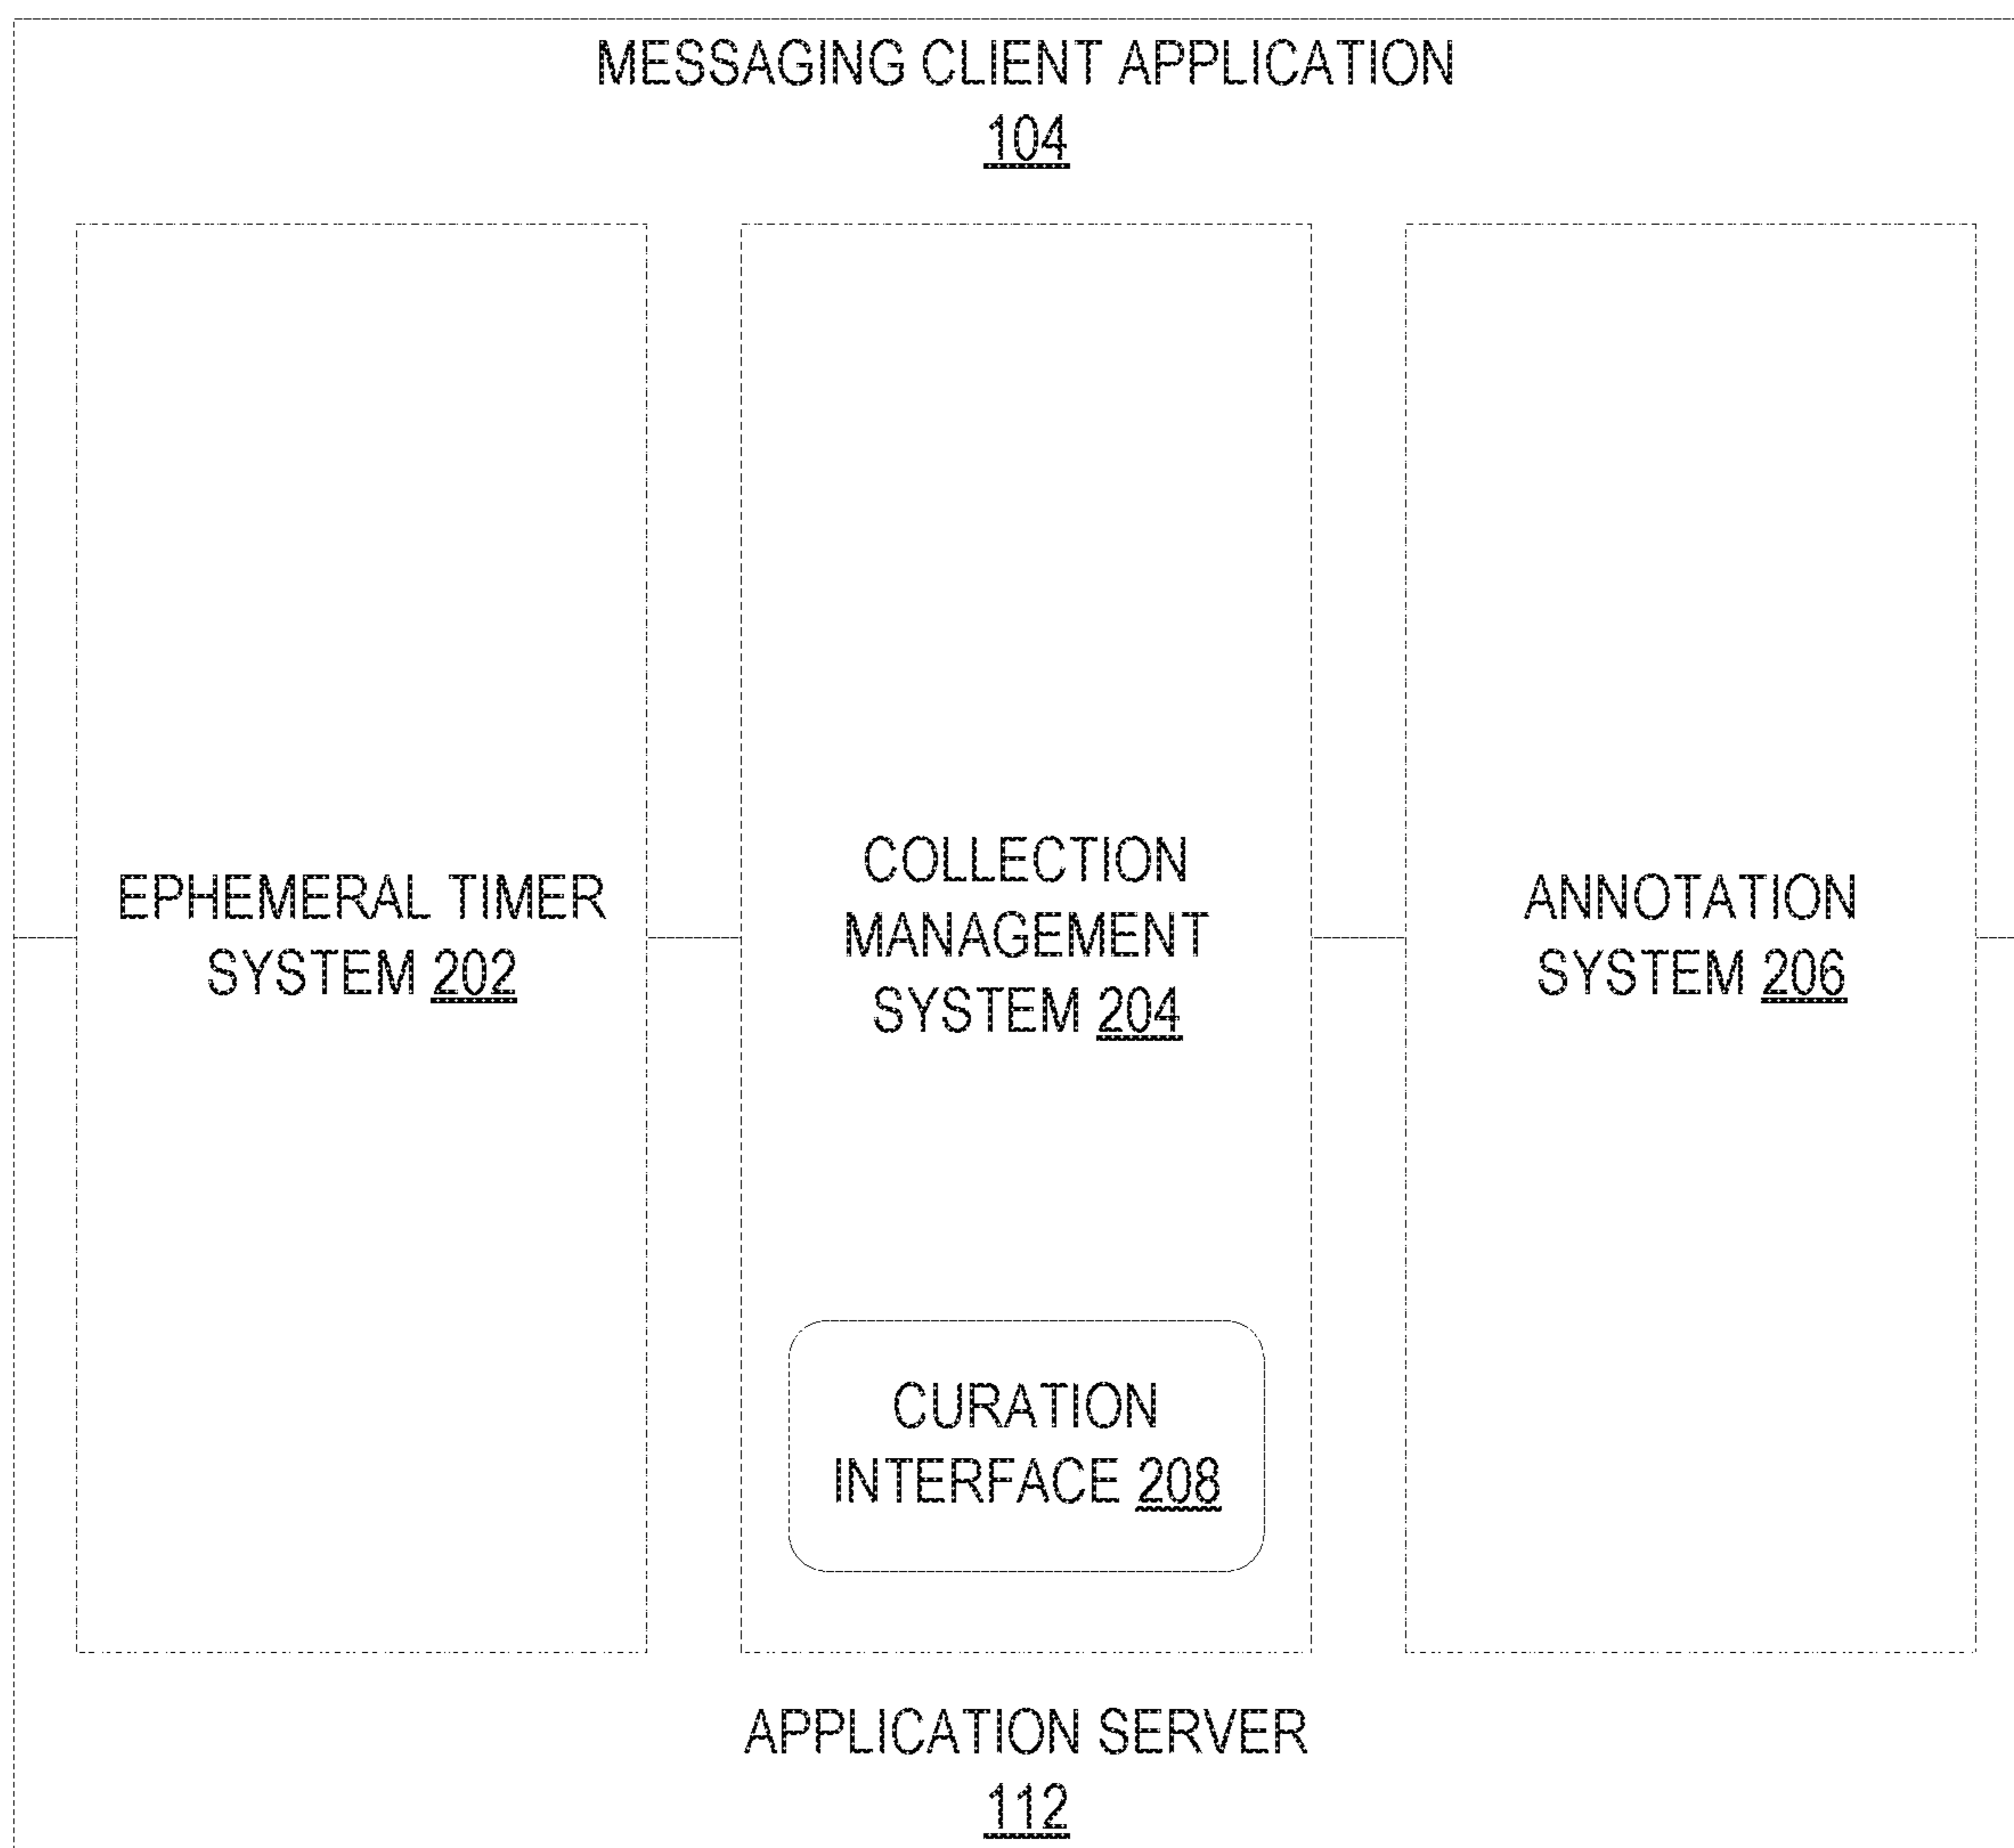 MESSAGING CLIENT APPLICATION
104
EPHEMERAL TIMER
SYSTEM 202
COLLECTION
MANAGEMENT
SYSTEM 204
ANNOTATION
SYSTEM 206
CURATION
INTERFACE 208
APPLICATION SERVER
112